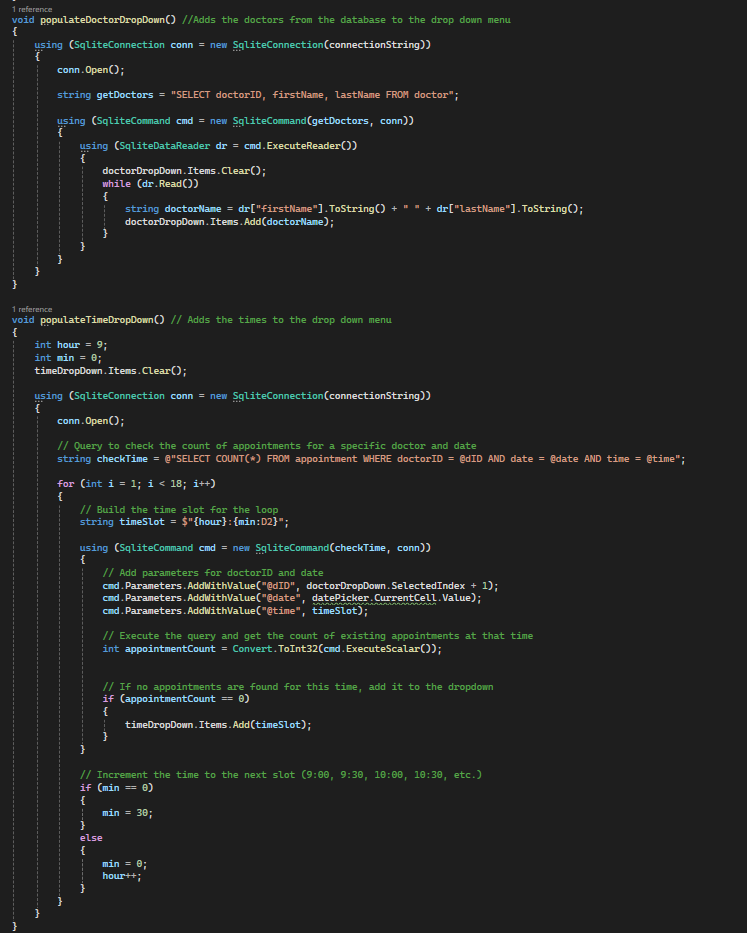 1 reference
void populateDoctorDropDown() //Adds the doctors from the database to the drop down menu
{
    using (SqliteConnection conn = new SqliteConnection(connectionString))
    {
        conn.Open();

        string getDoctors = "SELECT doctorID, firstName, lastName FROM doctor";

        using (SqliteCommand cmd = new SqliteCommand(getDoctors, conn))
        {
            using (SqliteDataReader dr = cmd.ExecuteReader())
            {
                doctorDropDown.Items.Clear();
                while (dr.Read())
                {
                    string doctorName = dr["firstName"].ToString() + " " + dr["lastName"].ToString();
                    doctorDropDown.Items.Add(doctorName);
                }
            }
        }
    }
}

1 reference
void populateTimeDropDown() // Adds the times to the drop down menu
{
    int hour = 9;
    int min = 0;
    timeDropDown.Items.Clear();

    using (SqliteConnection conn = new SqliteConnection(connectionString))
    {
        conn.Open();

        // Query to check the count of appointments for a specific doctor and date
        string checkTime = @"SELECT COUNT(*) FROM appointment WHERE doctorID = @dID AND date = @date AND time = @time";

        for (int i = 1; i < 18; i++)
        {
            // Build the time slot for the loop
            string timeSlot = $"{hour}:{min:D2}";

            using (SqliteCommand cmd = new SqliteCommand(checkTime, conn))
            {
                // Add parameters for doctorID and date
                cmd.Parameters.AddWithValue("@dID", doctorDropDown.SelectedIndex + 1);
                cmd.Parameters.AddWithValue("@date", datePicker.CurrentCell.Value);
                cmd.Parameters.AddWithValue("@time", timeSlot);

                // Execute the query and get the count of existing appointments at that time
                int appointmentCount = Convert.ToInt32(cmd.ExecuteScalar());


                // If no appointments are found for this time, add it to the dropdown
                if (appointmentCount == 0)
                {
                    timeDropDown.Items.Add(timeSlot);
                }
            }

            // Increment the time to the next slot (9:00, 9:30, 10:00, 10:30, etc.)
            if (min == 0)
            {
                min = 30;
            }
            else
            {
                min = 0;
                hour++;
            }
        }
    }
}